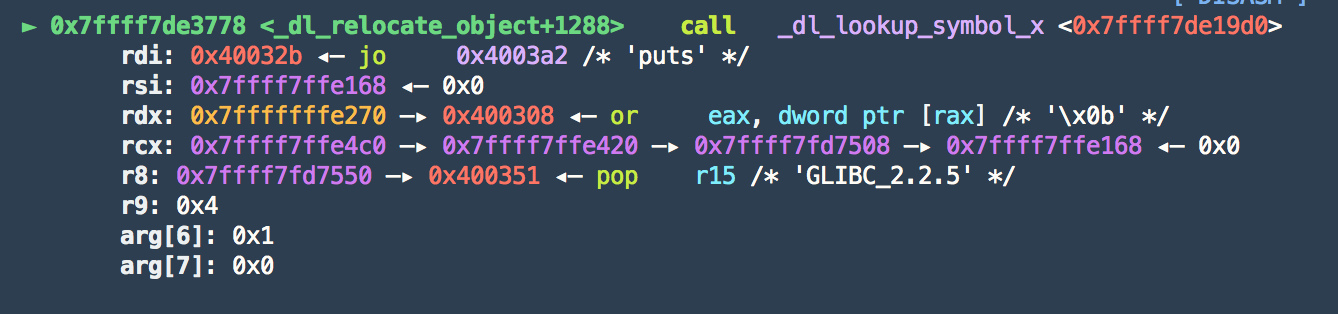 ► 0x7ffff7de3778 <_dl_relocate_object+1288>    call   _dl_lookup_symbol_x <0x7ffff7de19d0>
rdi: 0x40032b ◂— jo     0x4003a2 /* 'puts' */
rsi: 0x7ffff7ffe168 ◂— 0x0
rdx: 0x7fffffffe270 —▸ 0x400308 ◂— or     eax, dword ptr [rax] /* '\x0b' */
rcx: 0x7ffff7ffe4c0 —▸ 0x7ffff7ffe420 —▸ 0x7ffff7fd7508 —▸ 0x7ffff7ffe168 ◂— 0x0
r8: 0x7ffff7fd7550 —▸ 0x400351 ◂— pop    r15 /* 'GLIBC_2.2.5' */
r9: 0x4
arg[6]: 0x1
arg[7]: 0x0